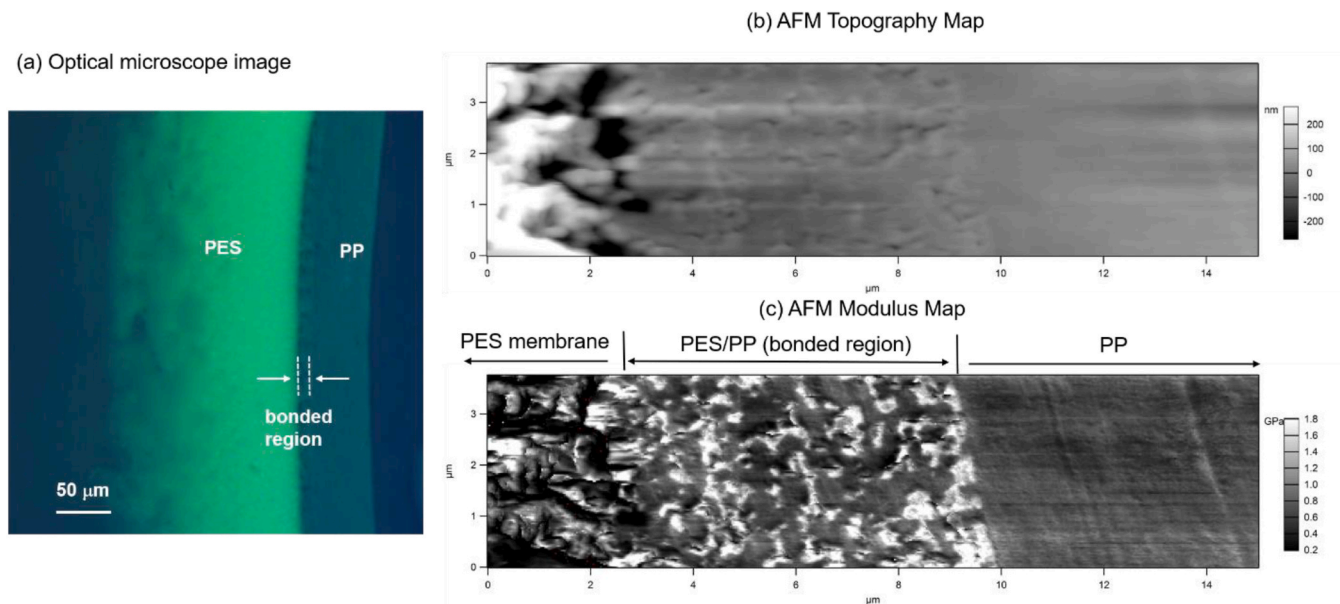 (a) Optical microscope image
PES
PP
bonded
region
50 μm
(b) AFM Topography Map
3
2
1
0
μm
0
2
4
6
8
10
12
14
μm
nm
200
100
0
-100
-200
(c) AFM Modulus Map
PES membrane
PES/PP (bonded region)
PP
3
2
1
0
μm
0
2
4
6
8
10
12
14
μm
GPa
1.8
1.6
1.4
1.2
1.0
0.8
0.6
0.4
0.2